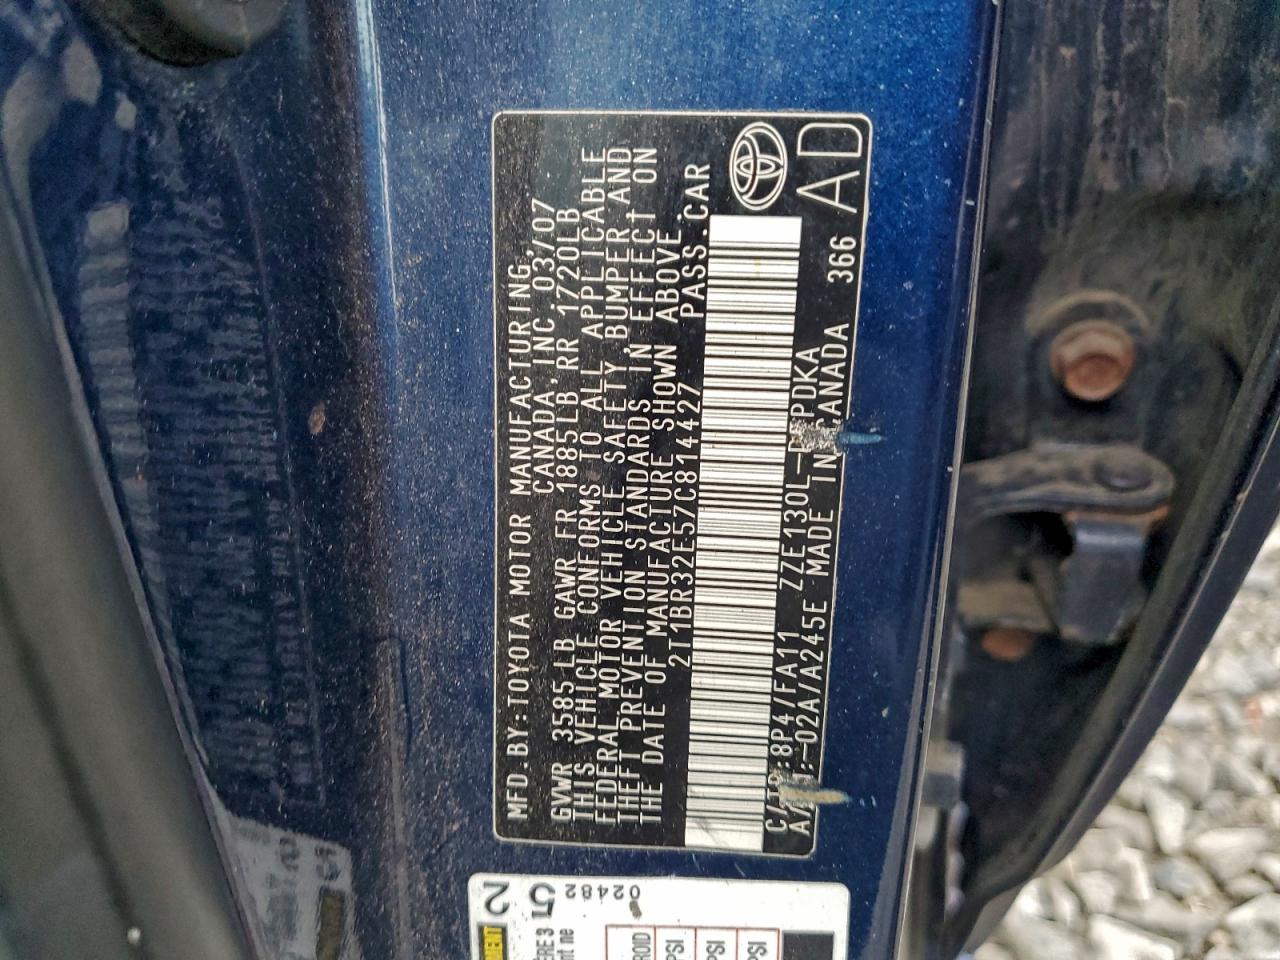 MFD.BY:TOYOTA MOTOR MANUFACTURING,
CANADA,INC. 03/07
GVWR 3585LB GAWR FR 1885LB,RR 1720LB
THIS VEHICLE CONFORMS TO ALL APPLICABLE
FEDERAL MOTOR VEHICLE SAFETY,BUMPER,AND
THEFT PREVENTION STANDARDS IN EFFECT ON
THE DATE OF MANUFACTURE SHOWN ABOVE.
2T1BR32E57C814427 PASS.CAR
8P4/FA11 ZZE130L-
-02A/A245E MADE IN CANADA 366 AD
02482
PSI
PSI
PSI